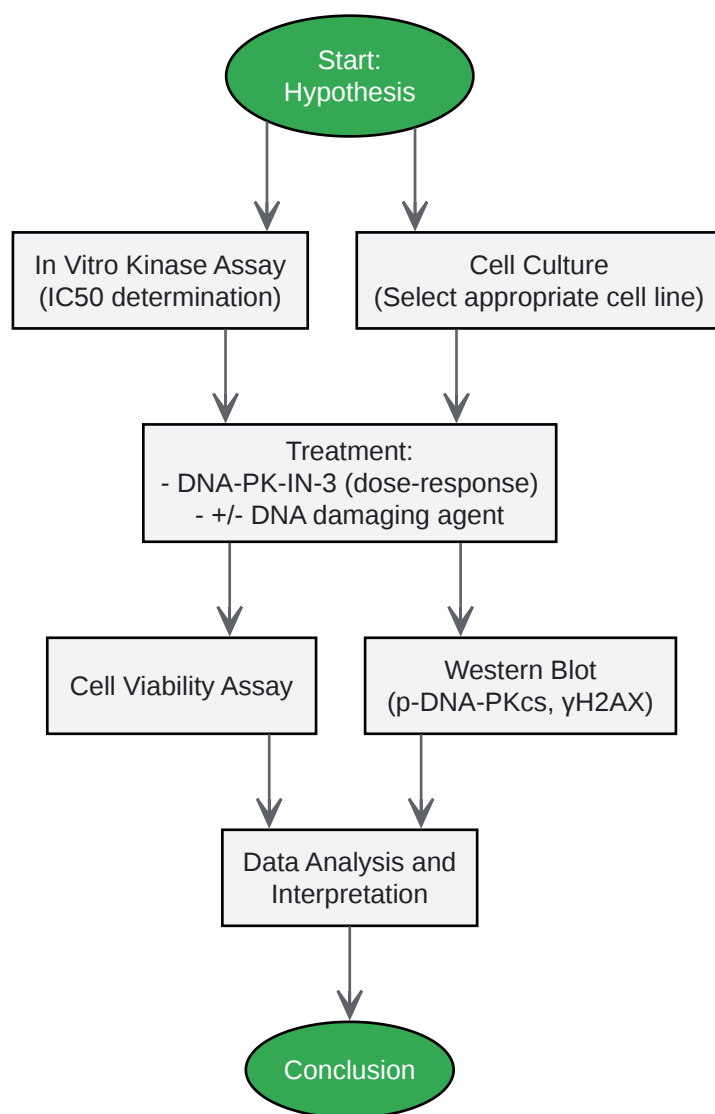 Start:
Hypothesis
In Vitro Kinase Assay
(IC50 determination)
Cell Culture
(Select appropriate cell line)
Treatment:
- DNA-PK-IN-3 (dose-response)
- +/- DNA damaging agent
Cell Viability Assay
Western Blot
(p-DNA-PKcs, γH2AX)
Data Analysis and
Interpretation
Conclusion